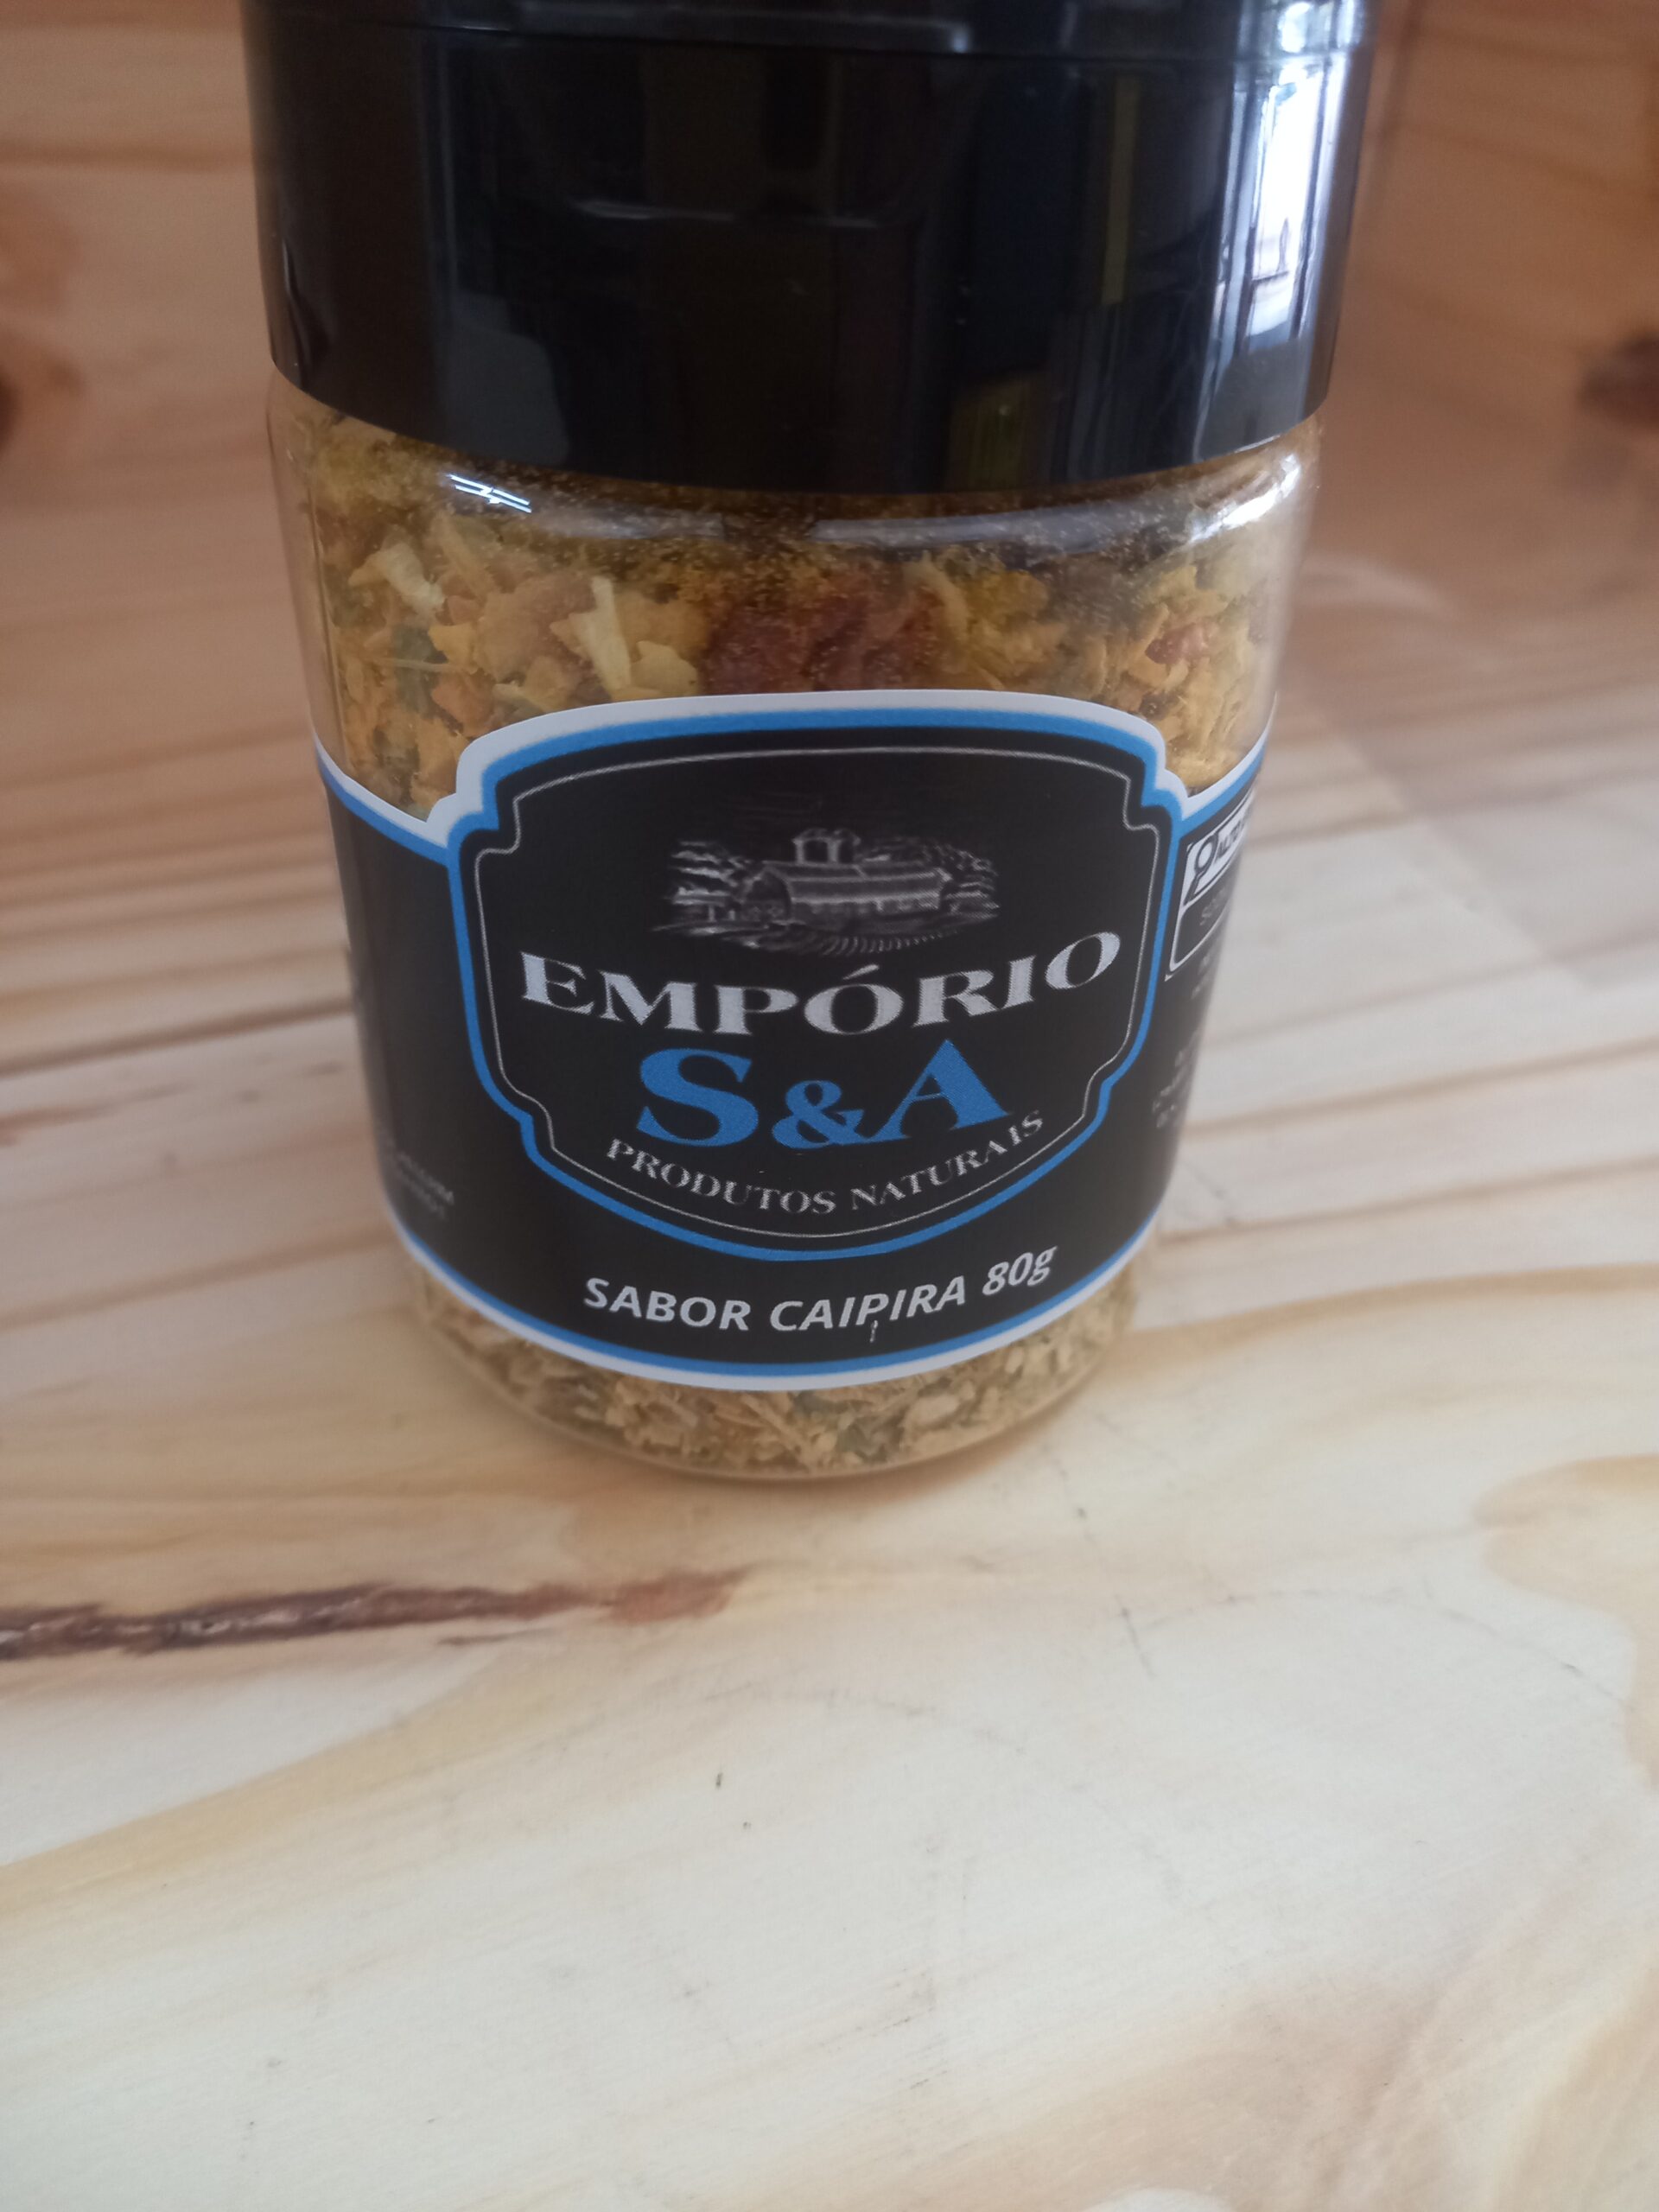 EMPÓRIO
S&A
PRODUTOS NATURAIS
SABOR CAIPIRA 80g